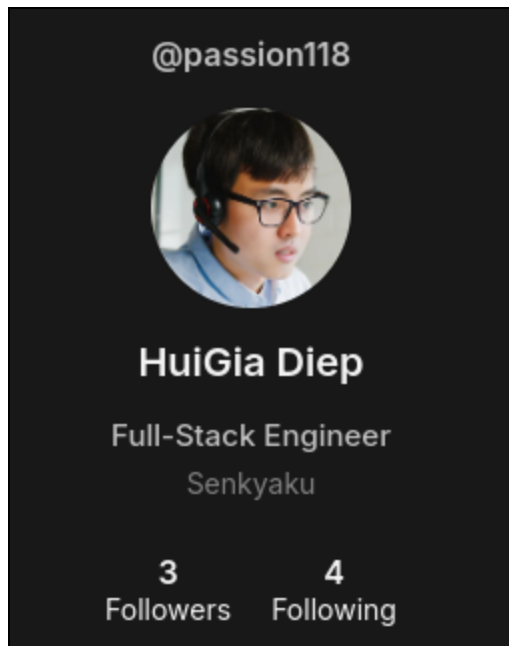 @passion118
HuiGia Diep
Full-Stack Engineer
Senkyaku
3 4
Followers Following